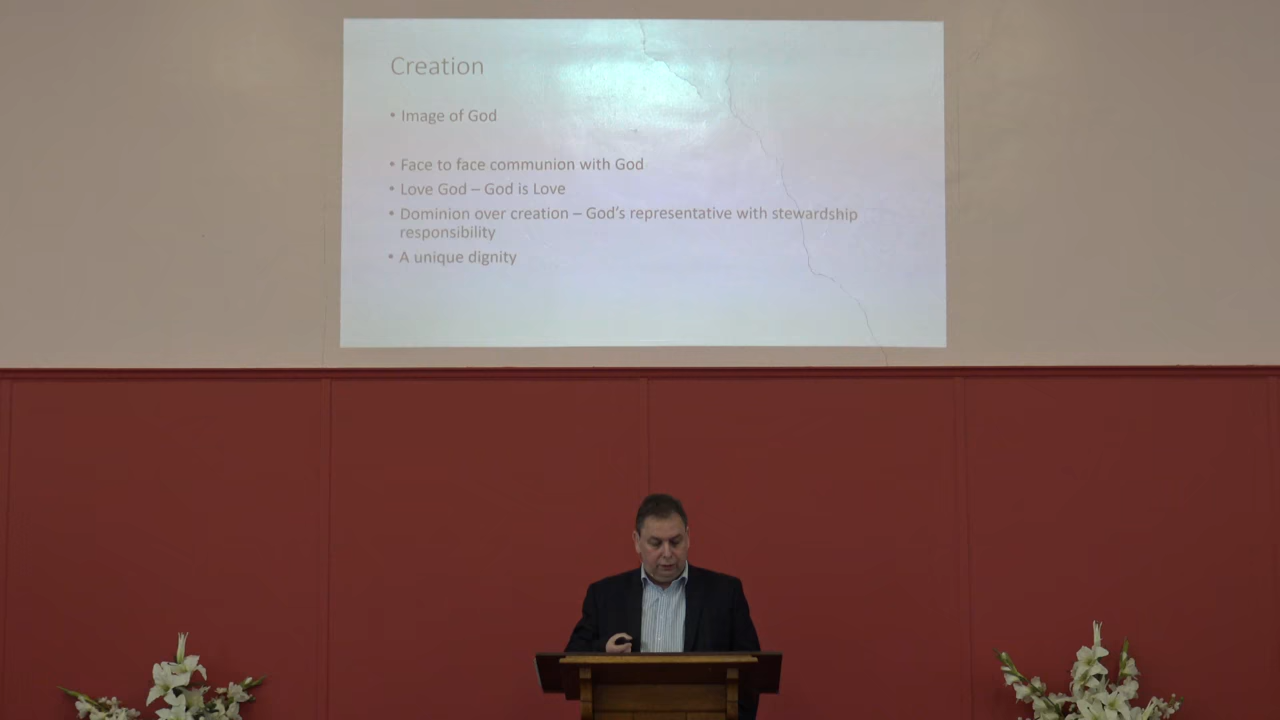 Creation
• Image of God
• Face to face communion with God
• Love God – God is Love
• Dominion over creation – God's representative with stewardship
responsibility
• A unique dignity